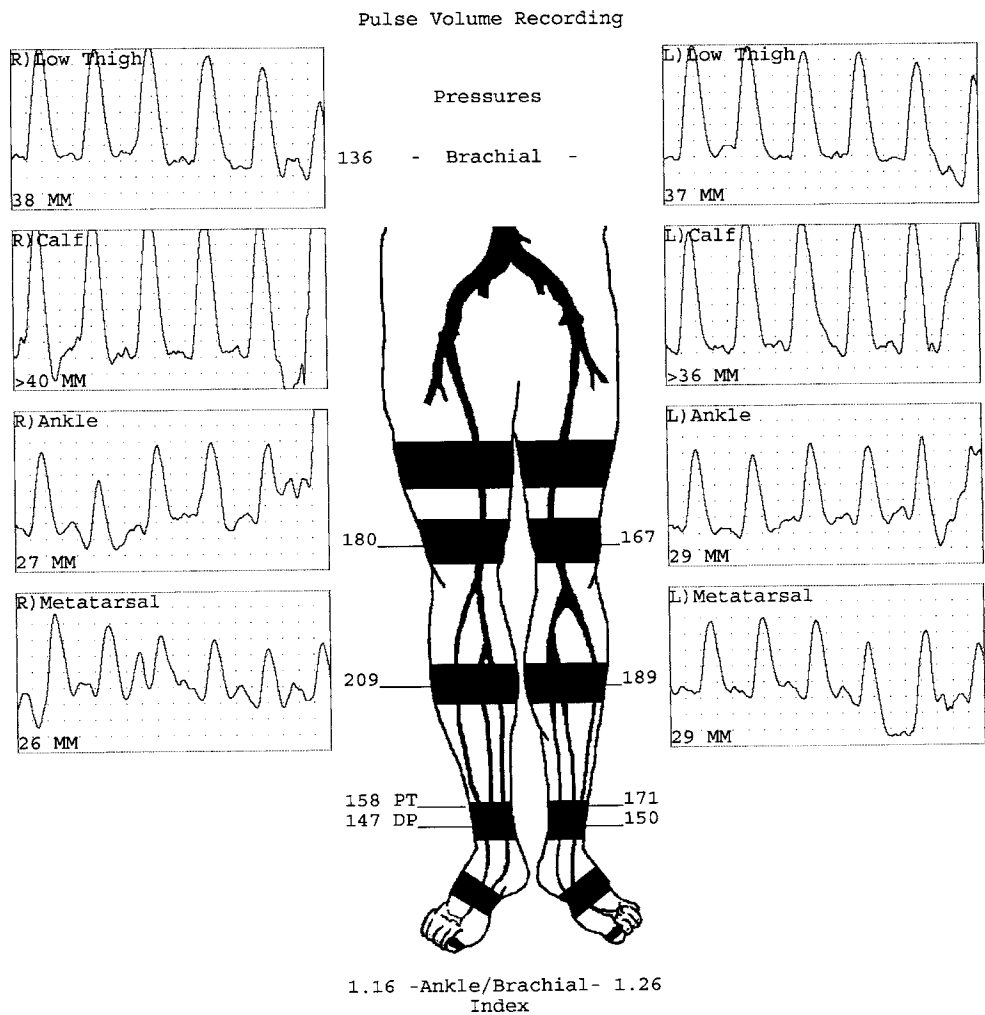 Pulse Volume Recording
R)Low Thigh
38 MM
R)Calf
>40 MM
R)Ankle
27 MM
R)Metatarsal
26 MM
Pressures
136 - Brachial -
180 167
209 189
158 PT 171
147 DP 150
1.16 -Ankle/Brachial- 1.26
Index
L)Low Thigh
37 MM
L)Calf
>36 MM
L)Ankle
29 MM
L)Metatarsal
29 MM